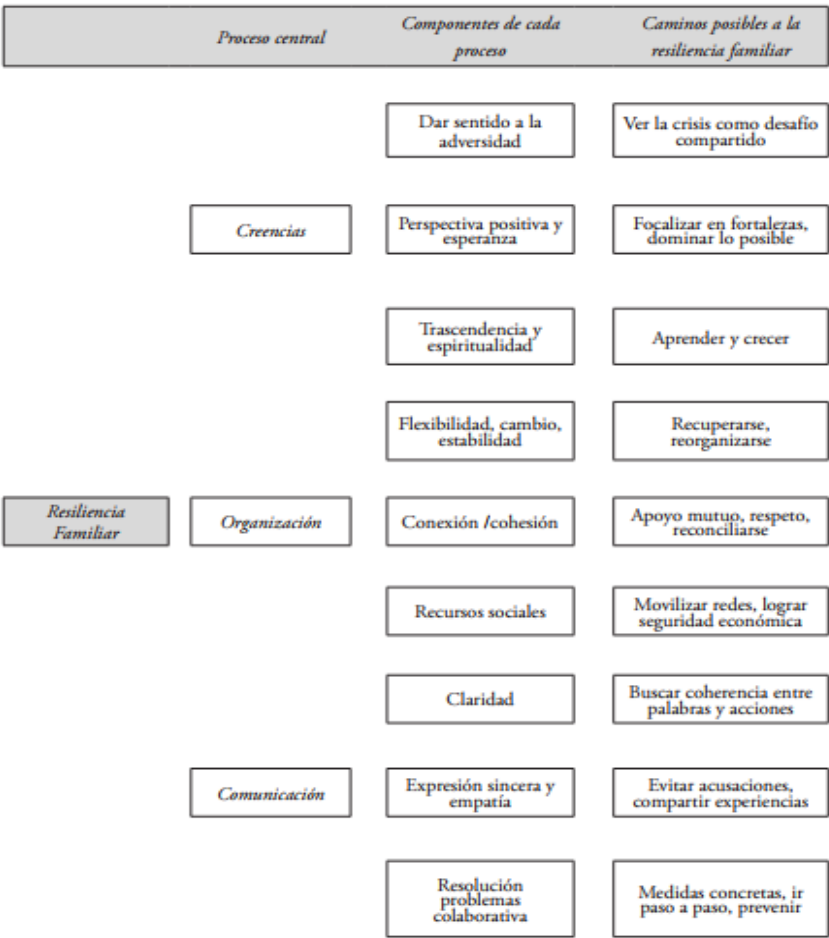 Proceso central
Componentes de cada
proceso
Caminos posibles a la
resiliencia familiar
Dar sentido a la
adversidad
Ver la crisis como desafío
compartido
Creencias
Perspectiva positiva y
esperanza
Focalizar en fortalezas,
dominar lo posible
Trascendencia y
espiritualidad
Aprender y crecer
Flexibilidad, cambio,
estabilidad
Recuperarse,
reorganizarse
Resiliencia
Familiar
Organización
Conexión /cohesión
Apoyo mutuo, respeto,
reconciliarse
Recursos sociales
Movilizar redes, lograr
seguridad económica
Claridad
Buscar coherencia entre
palabras y acciones
Comunicación
Expresión sincera y
empatía
Evitar acusaciones,
compartir experiencias
Resolución
problemas
colaborativa
Medidas concretas, ir
paso a paso, prevenir